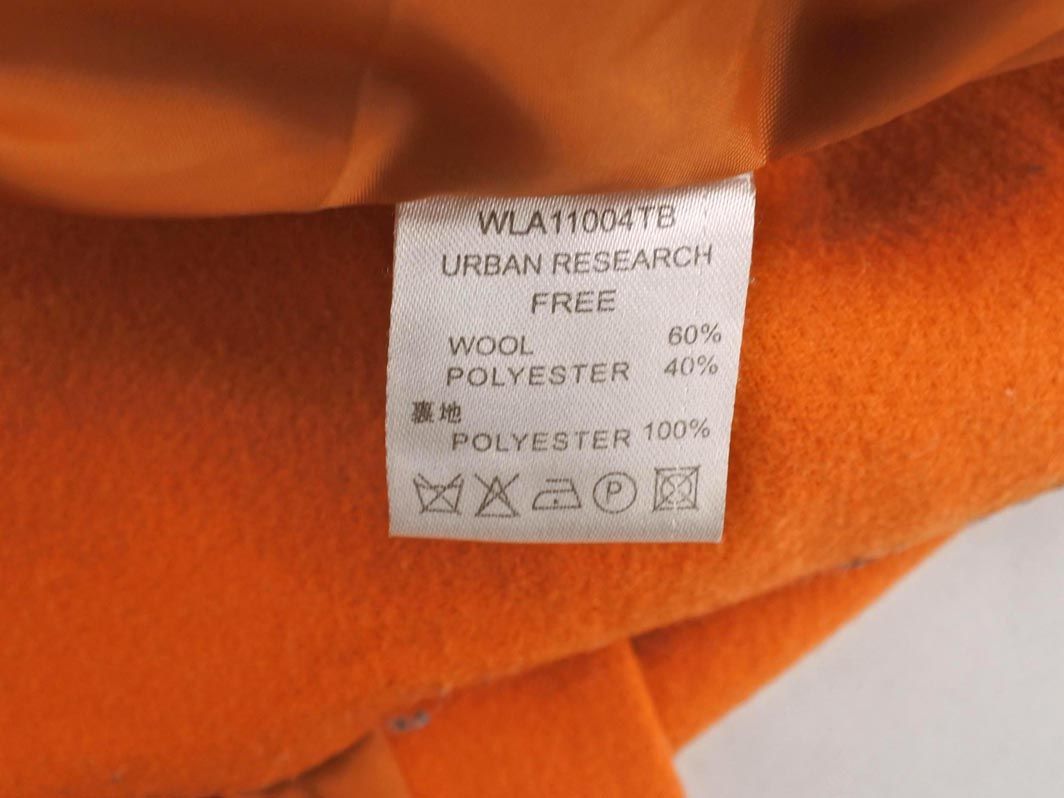 WLA11004TB
URBAN RESEARCH
FREE
WOOL 60%
POLYESTER 40%
裏地
POLYESTER 100%
P